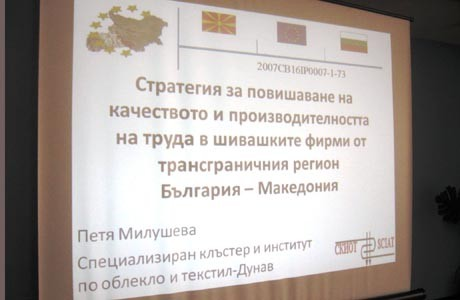 2007CB16IP0007-1-73
Стратегия за повишаване на
качеството и производителността
на труда в шивашките фирми от
трансграничния регион
България – Македония
Петя Милушева
Специализиран клъстер и институт
по облекло и текстил-Дунав
СКИОТ SCIAT